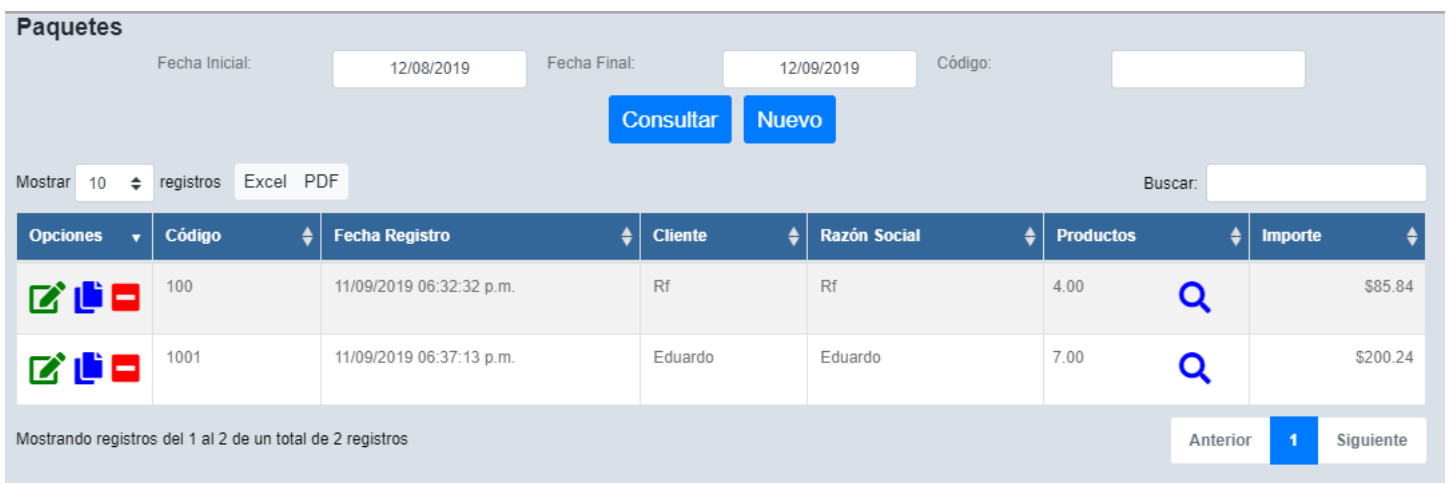 Paquetes
Fecha Inicial: 12/08/2019 Fecha Final: 12/09/2019 Código:
Consultar Nuevo
Mostrar 10 registros Excel PDF Buscar:
Opciones Código Fecha Registro Cliente Razón Social Productos Importe
100 11/09/2019 06:32:32 p.m. Rf Rf 4.00 $85.84
1001 11/09/2019 06:37:13 p.m. Eduardo Eduardo 7.00 $200.24
Mostrando registros del 1 al 2 de un total de 2 registros Anterior 1 Siguiente